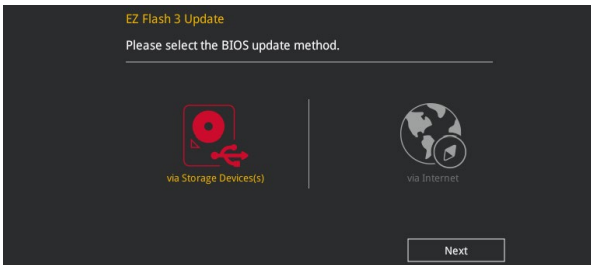 EZ Flash 3 Update
Please select the BIOS update method.
via Storage Devices(s)
via Internet
Next